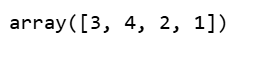 array([3, 4, 2, 1])